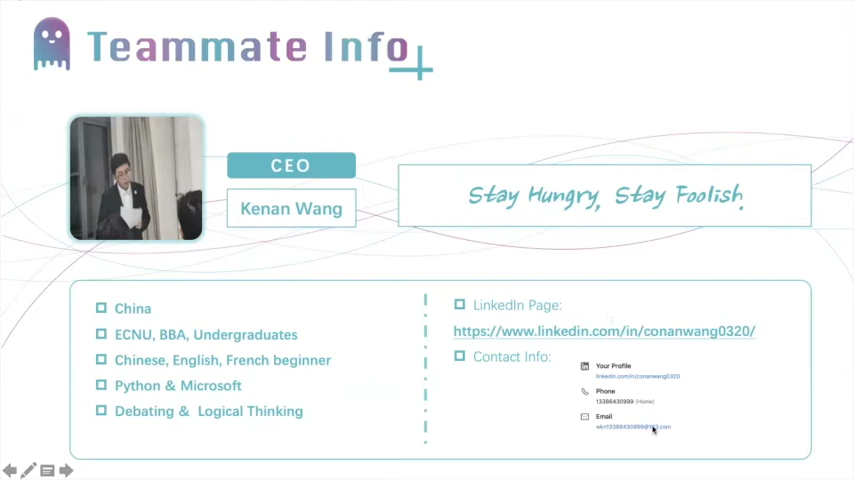 Teammate Info
CEO
Kenan Wang
Stay Hungry, Stay Foolish.
China
ECNU, BBA, Undergraduates
Chinese, English, French beginner
Python & Microsoft
Debating & Logical Thinking
LinkedIn Page:
https://www.linkedin.com/in/conanwang0320/
Contact Info:
Your Profile
linkedin.com/in/conanwang0320
Phone
13386430999 (Home)
Email